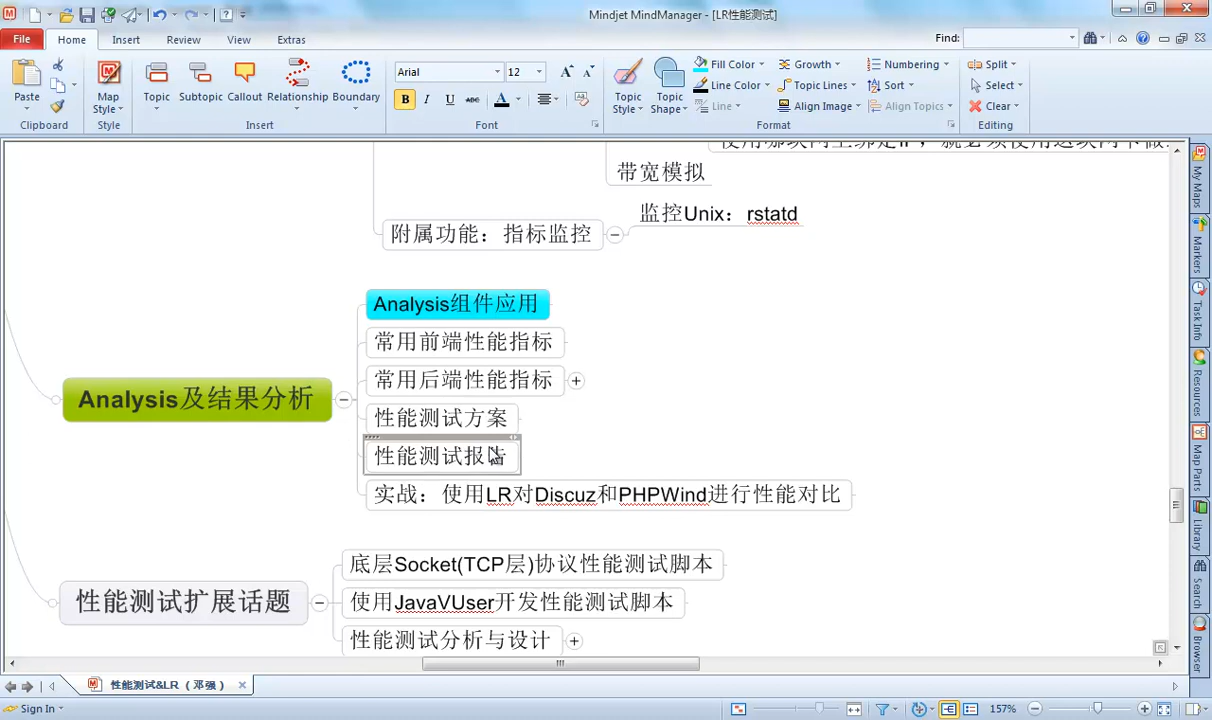 Mindjet MindManager - [LR性能测试]
File
Home
Insert
Review
View
Extras
Find:
Paste
Map Style
Topic
Subtopic
Callout
Relationship
Boundary
Arial
12
B I U abc A
Topic Style
Topic Shape
Fill Color
Line Color
Line
Growth
Topic Lines
Align Image
Numbering
Sort
Align Topics
Split
Select
Clear
Clipboard
Style
Insert
Font
Format
Editing
带宽模拟
监控Unix：rstatd
附属功能：指标监控
Analysis组件应用
常用前端性能指标
常用后端性能指标
Analysis及结果分析
性能测试方案
性能测试报告
实战：使用LR对Discuz和PHPWind进行性能对比
底层Socket(TCP层)协议性能测试脚本
性能测试扩展话题
使用JavaVUser开发性能测试脚本
性能测试分析与设计
My Maps
Markers
Task Info
Resources
Map Parts
Library
Search
Browser
性能测试&LR（邓强）
Sign In
157%